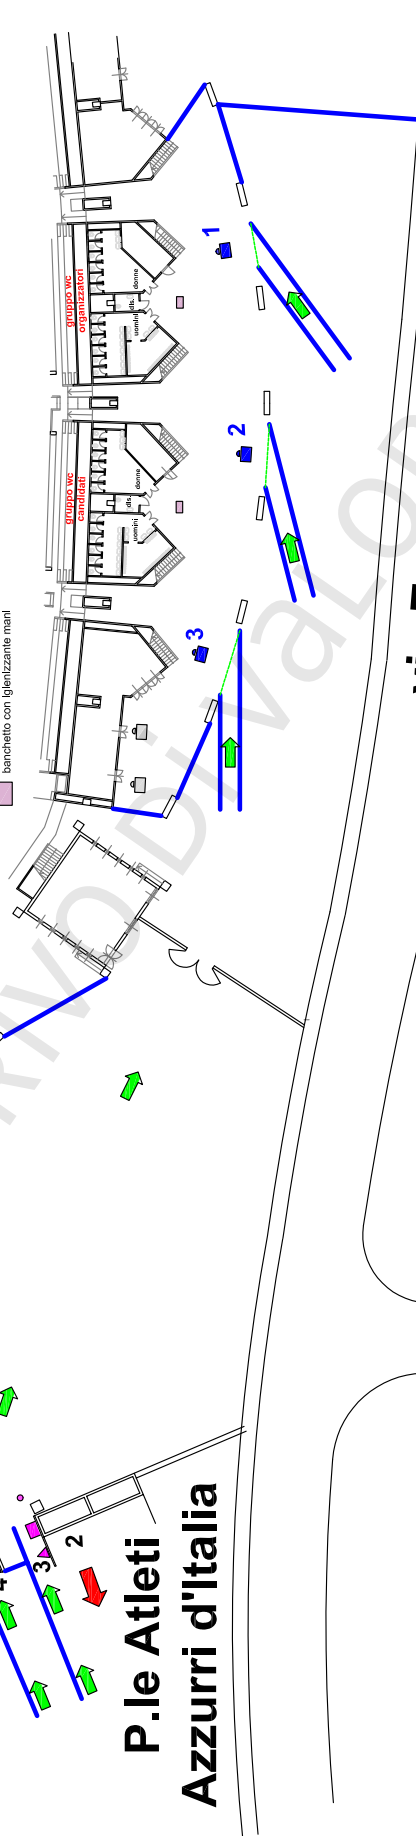 1
gruppo wc
organizzatori
donne
dis.
uomini
2
gruppo wc
candidati
donne
dis.
uomini
3
banchetto con Igienizzante mani
2
3
P.le Atleti
Azzurri d'Italia